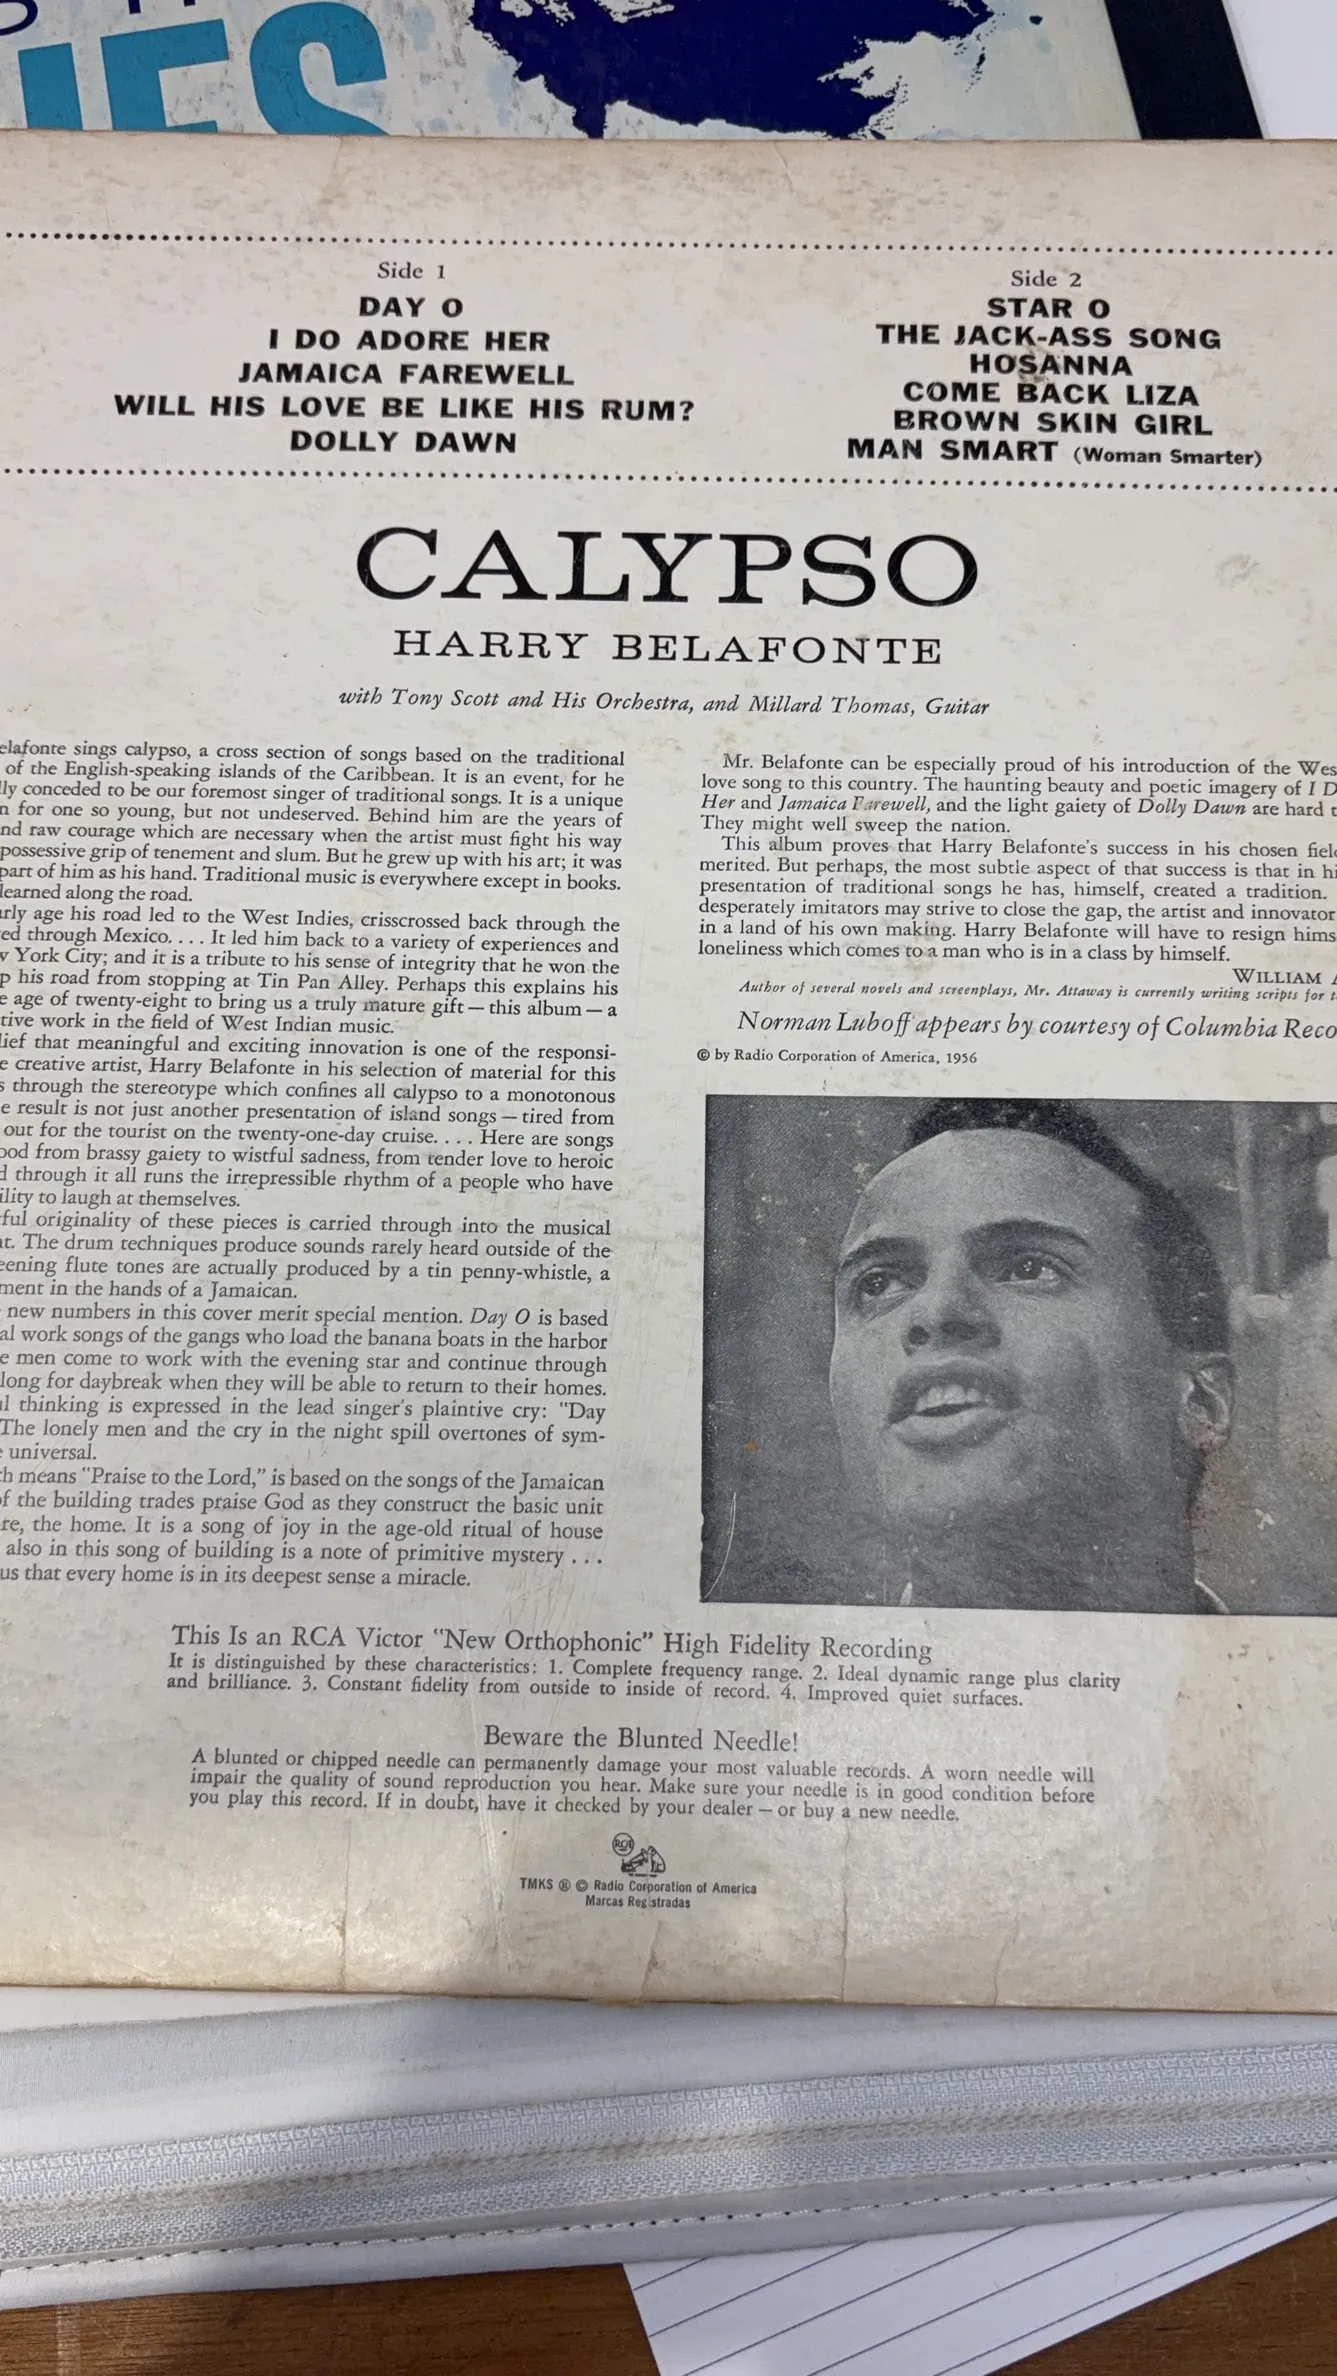 Side 1
DAY O
I DO ADORE HER
JAMAICA FAREWELL
WILL HIS LOVE BE LIKE HIS RUM?
DOLLY DAWN
Side 2
STAR O
THE JACK-ASS SONG
HOSANNA
COME BACK LIZA
BROWN SKIN GIRL
MAN SMART (Woman Smarter)
CALYPSO
HARRY BELAFONTE
with Tony Scott and His Orchestra, and Millard Thomas, Guitar
elafonte sings calypso, a cross section of songs based on the traditional
of the English-speaking islands of the Caribbean. It is an event, for he
lly conceded to be our foremost singer of traditional songs. It is a unique
n for one so young, but not undeserved. Behind him are the years of
nd raw courage which are necessary when the artist must fight his way
possessive grip of tenement and slum. But he grew up with his art; it was
part of him as his hand. Traditional music is everywhere except in books.
learned along the road.
rly age his road led to the West Indies, crisscrossed back through the
ed through Mexico. . . . It led him back to a variety of experiences and
York City; and it is a tribute to his sense of integrity that he won the
p his road from stopping at Tin Pan Alley. Perhaps this explains his
e age of twenty-eight to bring us a truly mature gift — this album — a
tive work in the field of West Indian music.
lief that meaningful and exciting innovation is one of the responsi-
e creative artist, Harry Belafonte in his selection of material for this
s through the stereotype which confines all calypso to a monotonous
e result is not just another presentation of island songs — tired from
out for the tourist on the twenty-one-day cruise. . . . Here are songs
ood from brassy gaiety to wistful sadness, from tender love to heroic
d through it all runs the irrepressible rhythm of a people who have
ility to laugh at themselves.
ful originality of these pieces is carried through into the musical
nt. The drum techniques produce sounds rarely heard outside of the
eening flute tones are actually produced by a tin penny-whistle, a
ment in the hands of a Jamaican.
new numbers in this cover merit special mention. Day O is based
al work songs of the gangs who load the banana boats in the harbor
e men come to work with the evening star and continue through
long for daybreak when they will be able to return to their homes.
l thinking is expressed in the lead singer's plaintive cry: "Day
The lonely men and the cry in the night spill overtones of sym-
universal.
h means "Praise to the Lord," is based on the songs of the Jamaican
of the building trades praise God as they construct the basic unit
re, the home. It is a song of joy in the age-old ritual of house
also in this song of building is a note of primitive mystery . . .
us that every home is in its deepest sense a miracle.
Mr. Belafonte can be especially proud of his introduction of the Wes
love song to this country. The haunting beauty and poetic imagery of I D
Her and Jamaica Farewell, and the light gaiety of Dolly Dawn are hard t
They might well sweep the nation.
This album proves that Harry Belafonte's success in his chosen fiel
merited. But perhaps, the most subtle aspect of that success is that in hi
presentation of traditional songs he has, himself, created a tradition.
desperately imitators may strive to close the gap, the artist and innovator
in a land of his own making. Harry Belafonte will have to resign hims
loneliness which comes to a man who is in a class by himself.
WILLIAM A
Author of several novels and screenplays, Mr. Attaway is currently writing scripts for t
Norman Luboff appears by courtesy of Columbia Reco
© by Radio Corporation of America, 1956
This Is an RCA Victor "New Orthophonic" High Fidelity Recording
It is distinguished by these characteristics: 1. Complete frequency range. 2. Ideal dynamic range plus clarity
and brilliance. 3. Constant fidelity from outside to inside of record. 4. Improved quiet surfaces.
Beware the Blunted Needle!
A blunted or chipped needle can permanently damage your most valuable records. A worn needle will
impair the quality of sound reproduction you hear. Make sure your needle is in good condition before
you play this record. If in doubt, have it checked by your dealer — or buy a new needle.
RCA
TMKS ® © Radio Corporation of America
Marcas Registradas